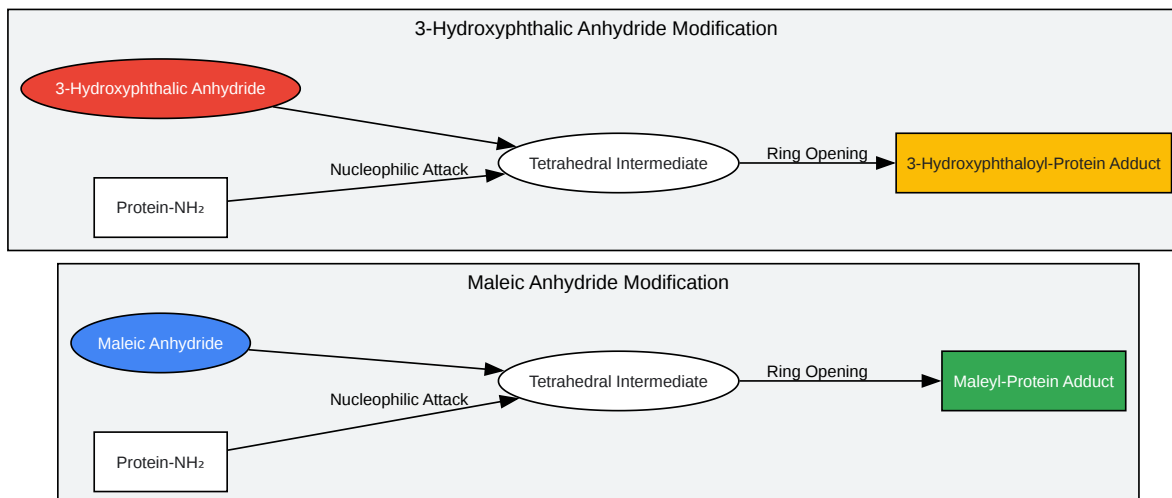 3-Hydroxyphthalic Anhydride Modification
3-Hydroxyphthalic Anhydride
Nucleophilic Attack
Protein-NH₂
Tetrahedral Intermediate
Ring Opening
3-Hydroxyphthaloyl-Protein Adduct
Maleic Anhydride Modification
Maleic Anhydride
Nucleophilic Attack
Protein-NH₂
Tetrahedral Intermediate
Ring Opening
Maleyl-Protein Adduct